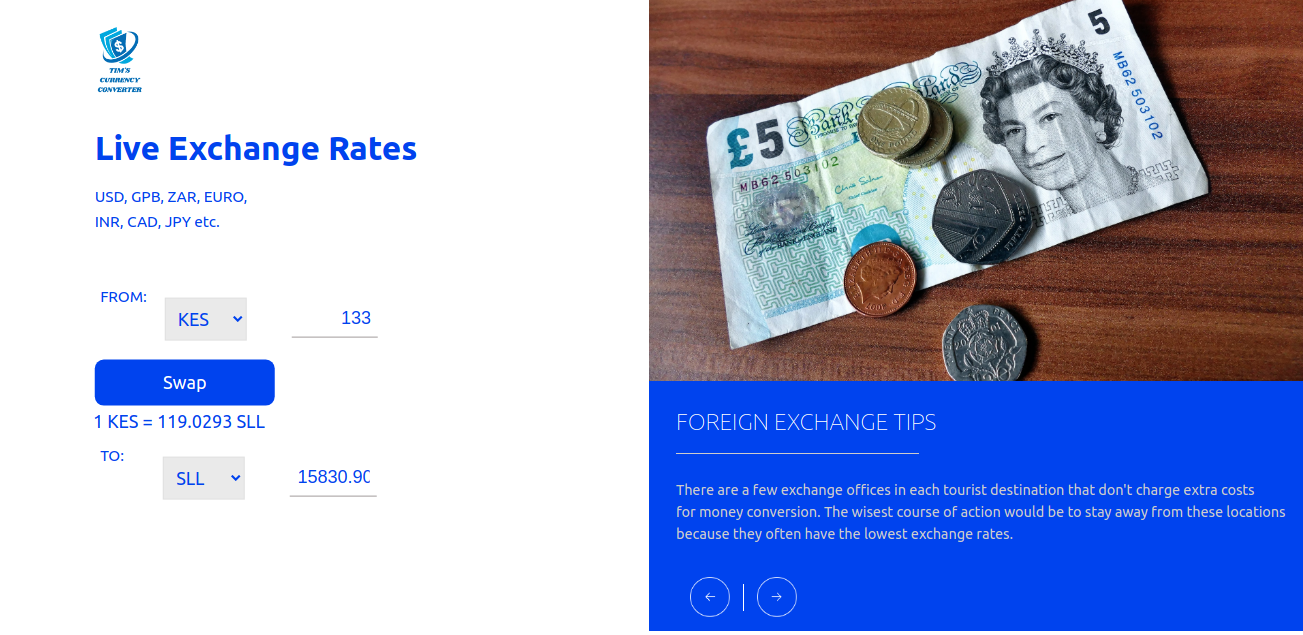 TIM'S
CURRENCY
CONVERTER
Live Exchange Rates
USD, GPB, ZAR, EURO,
INR, CAD, JPY etc.
FROM:
KES
133
Swap
1 KES = 119.0293 SLL
TO:
SLL
15830.90
5
MB62 503102
£5
Bank
MB62 503102
FOREIGN EXCHANGE TIPS
There are a few exchange offices in each tourist destination that don't charge extra costs
for money conversion. The wisest course of action would be to stay away from these locations
because they often have the lowest exchange rates.